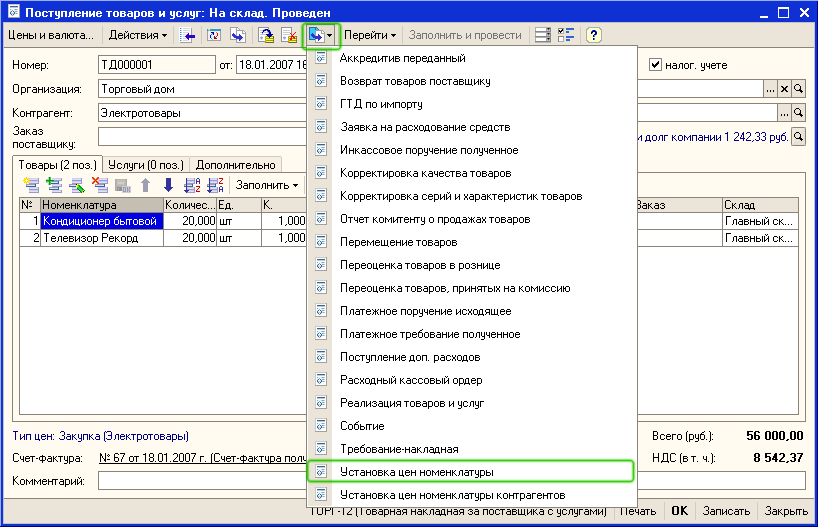 Поступление товаров и услуг: На склад. Проведен
Цены и валюта... Действия Перейти Заполнить и провести ?
Номер: ТД000001 от: 18.01.2007 налог. учете
Организация: Торговый дом ... ×
Контрагент: Электротовары ...
Заказ
поставщику: долг компании 1 242,33 руб.
Товары (2 поз.) Услуги (0 поз.) Дополнительно
Заполнить
№ Номенклатура Количес... Ед. К. Заказ Склад
1 Кондиционер бытовой 20,000 шт 1,000 Главный ск...
2 Телевизор Рекорд 20,000 шт 1,000 Главный ск...
Аккредитив переданный
Возврат товаров поставщику
ГТД по импорту
Заявка на расходование средств
Инкассовое поручение полученное
Корректировка качества товаров
Корректировка серий и характеристик товаров
Отчет комитенту о продажах товаров
Перемещение товаров
Переоценка товаров в рознице
Переоценка товаров, принятых на комиссию
Платежное поручение исходящее
Платежное требование полученное
Поступление доп. расходов
Расходный кассовый ордер
Реализация товаров и услуг
Событие
Требование-накладная
Установка цен номенклатуры
Установка цен номенклатуры контрагентов
Тип цен: Закупка (Электротовары) Всего (руб.): 56 000,00
Счет-фактура: № 67 от 18.01.2007 г. (Счет-фактура НДС (в т. ч.): 8 542,37
Комментарий:
ТОРГ-12 (Товарная накладная за поставщика с услугами) Печать OK Записать Закрыть